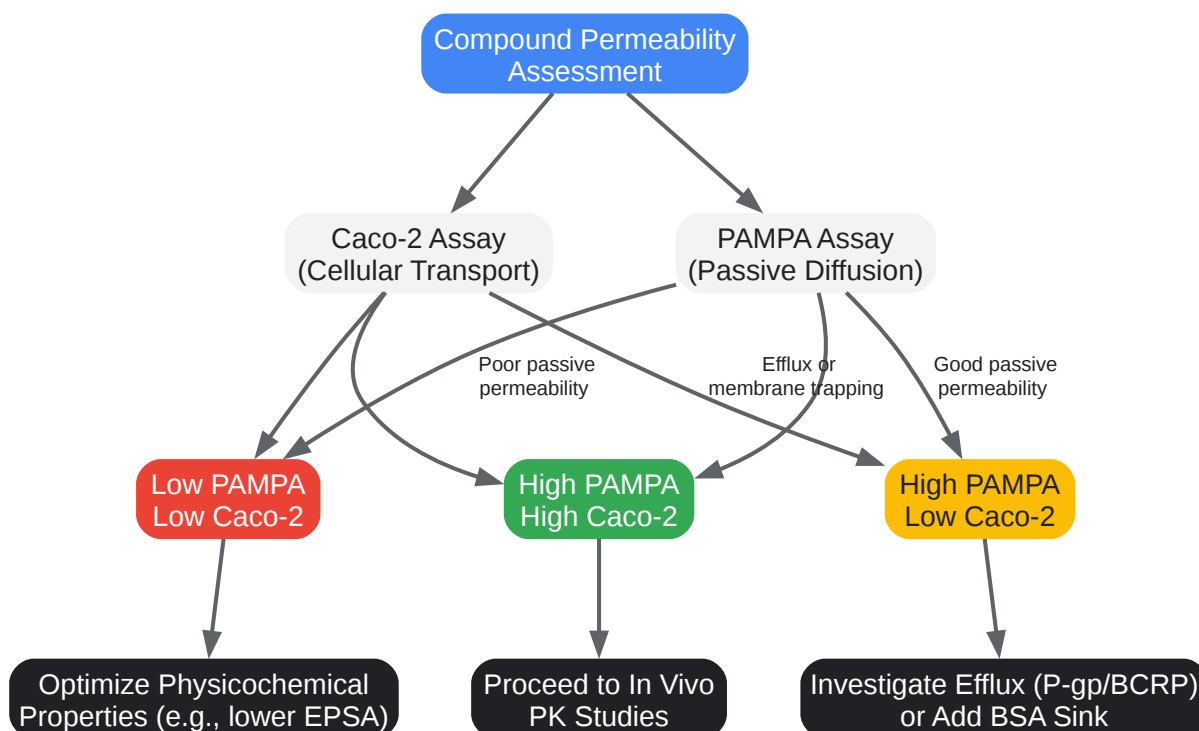 Compound Permeability
Assessment
Caco-2 Assay
(Cellular Transport)
PAMPA Assay
(Passive Diffusion)
Poor passive
permeability
Efflux or
membrane trapping
Good passive
permeability
Low PAMPA
Low Caco-2
High PAMPA
High Caco-2
High PAMPA
Low Caco-2
Optimize Physicochemical
Properties (e.g., lower EPSA)
Proceed to In Vivo
PK Studies
Investigate Efflux (P-gp/BCRP)
or Add BSA Sink